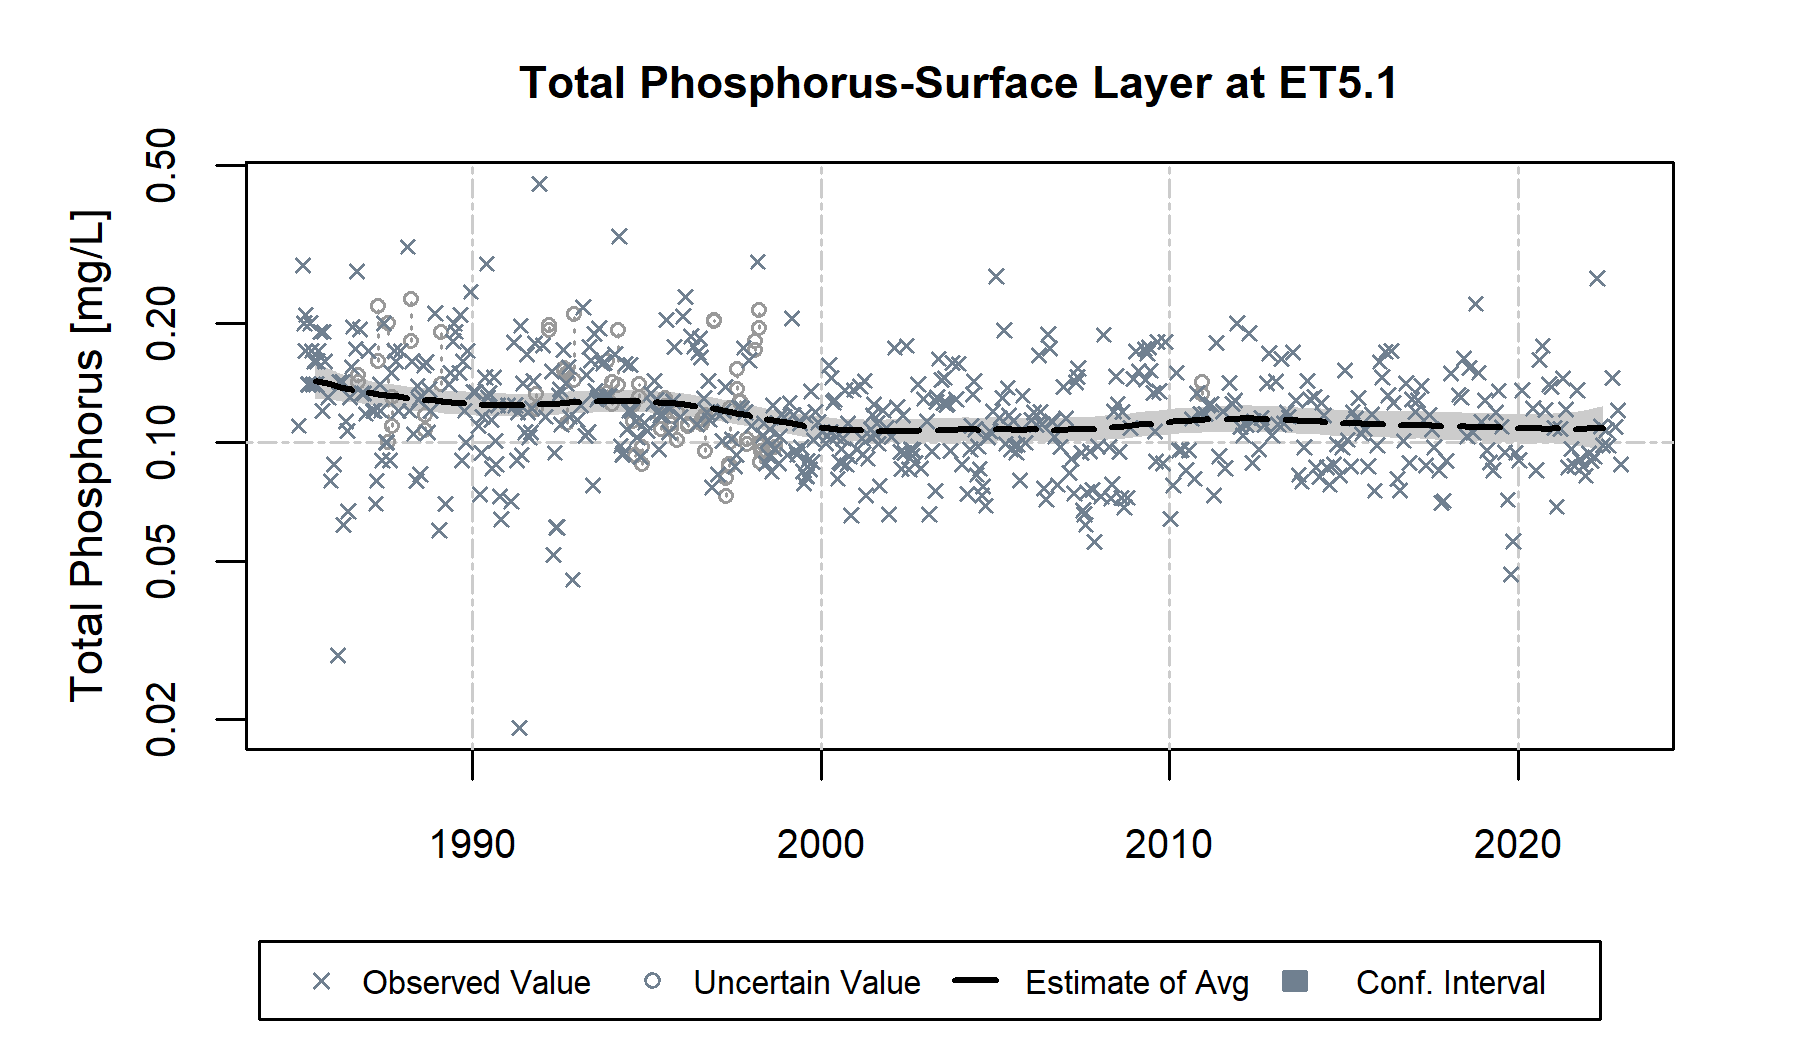 Total Phosphorus-Surface Layer at ET5.1
Total Phosphorus [mg/L]
0.50
0.20
0.10
0.05
0.02
1990 2000 2010 2020
Observed Value Uncertain Value Estimate of Avg Conf. Interval